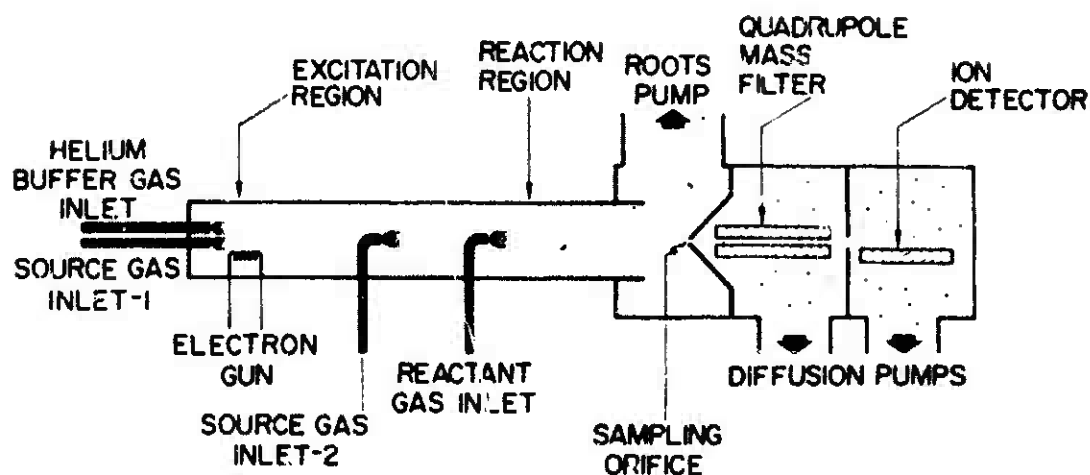 QUADRUPOLE
MASS
FILTER
REACTION
REGION
ROOTS
PUMP
ION
DETECTOR
EXCITATION
REGION
HELIUM
BUFFER GAS
INLET
SOURCE GAS
INLET-1
ELECTRON
GUN
REACTANT
GAS INLET
DIFFUSION PUMPS
SOURCE GAS
INLET-2
SAMPLING
ORIFICE